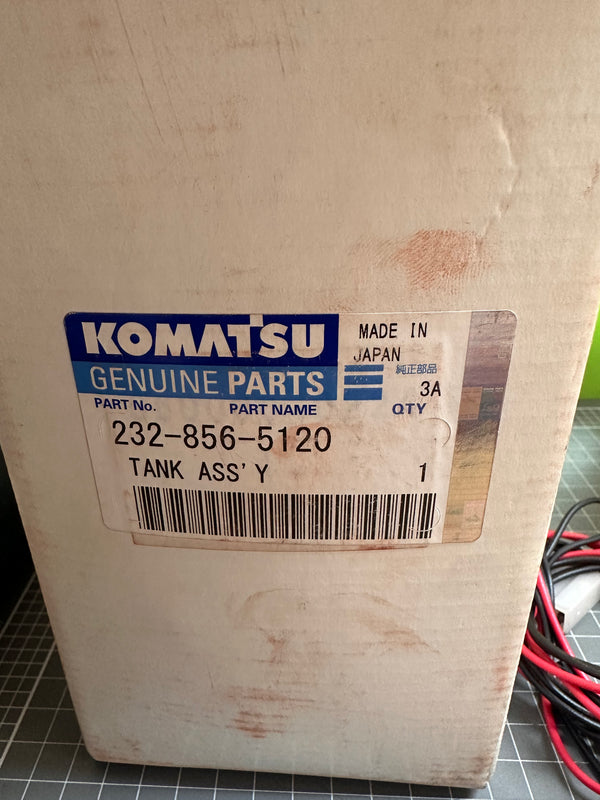 KOMATSU
MADE IN
JAPAN
GENUINE PARTS
純正部品
3A
PART No. PART NAME QTY
232-856-5120
TANK ASS'Y 1